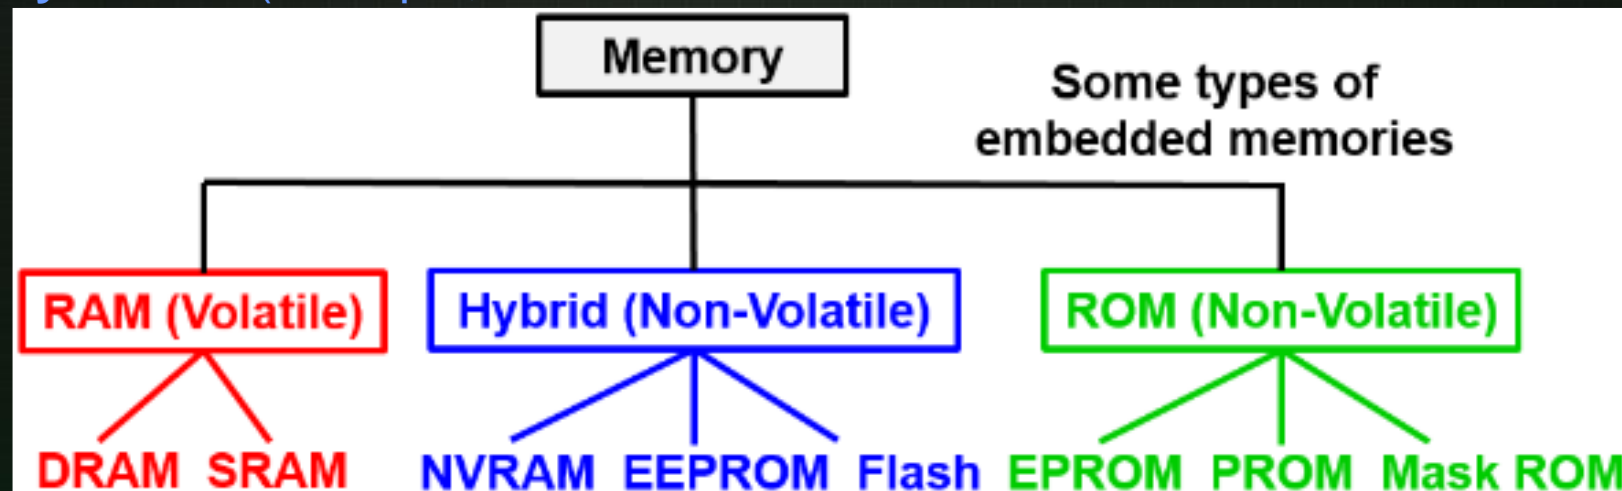 Memory
Some types of
embedded memories
RAM (Volatile) Hybrid (Non-Volatile) ROM (Non-Volatile)
DRAM SRAM NVRAM EEPROM Flash EPROM PROM Mask ROM